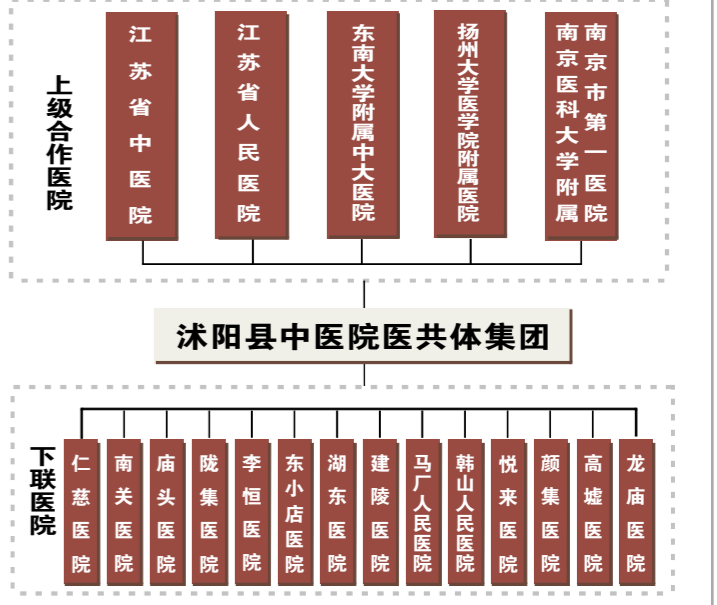 上级合作医院
江苏省中医院
江苏省人民医院
东南大学附属中大医院
扬州大学医学院附属医院
南京医科大学附属
南京市第一医院
沭阳县中医院医共体集团
下联医院
仁慈医院
南关医院
庙头医院
陇集医院
李恒医院
东小店医院
湖东医院
建陵医院
马厂人民医院
韩山人民医院
悦来医院
颜集医院
高墟医院
龙庙医院